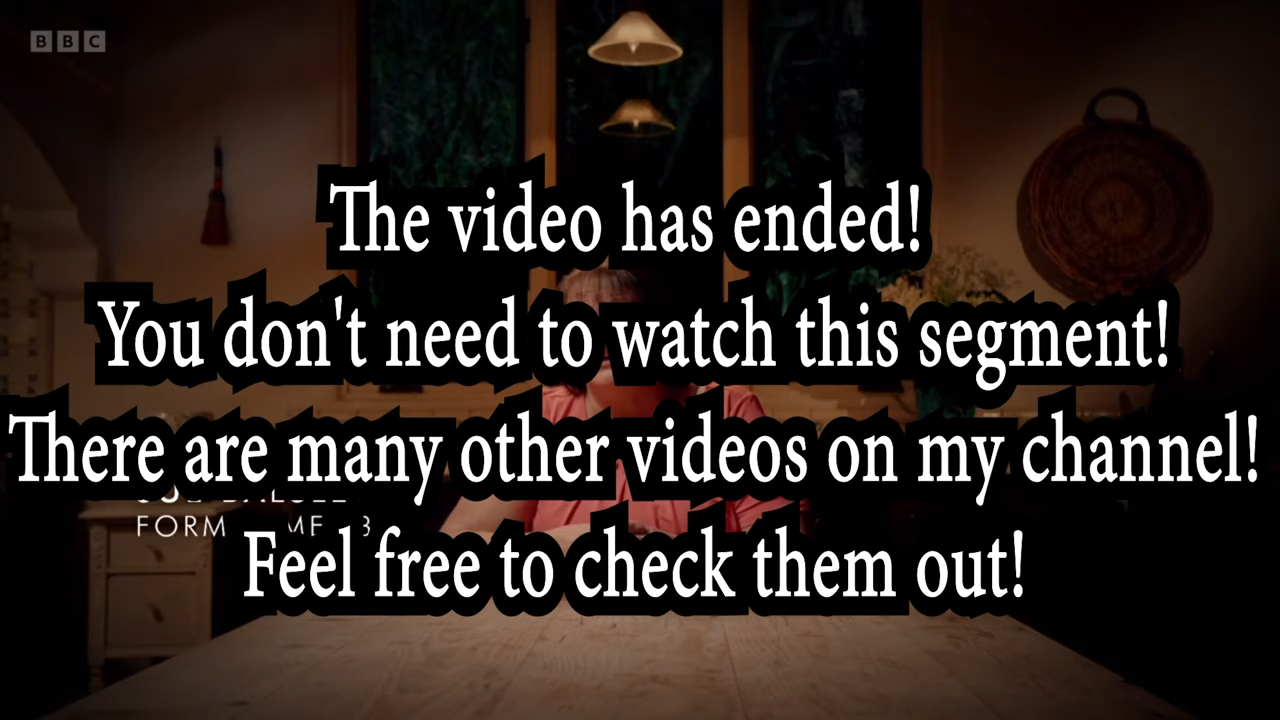 BBC
The video has ended!
You don't need to watch this segment!
There are many other videos on my channel!
Feel free to check them out!